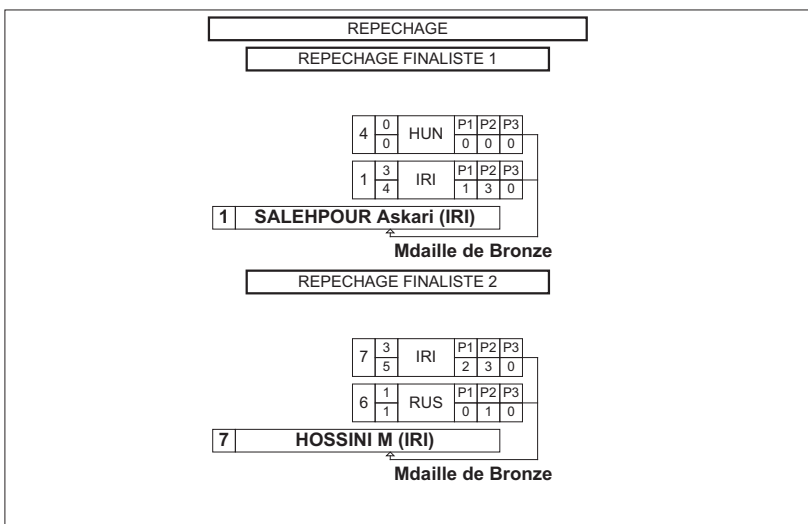 REPECHAGE
REPECHAGE FINALISTE 1
4 0 HUN P1 P2 P3
0 0 0 0
1 3 IRI P1 P2 P3
4 1 3 0
1 SALEHPOUR Askari (IRI)
Mdaille de Bronze
REPECHAGE FINALISTE 2
7 3 IRI P1 P2 P3
5 2 3 0
6 1 RUS P1 P2 P3
1 0 1 0
7 HOSSINI M (IRI)
Mdaille de Bronze